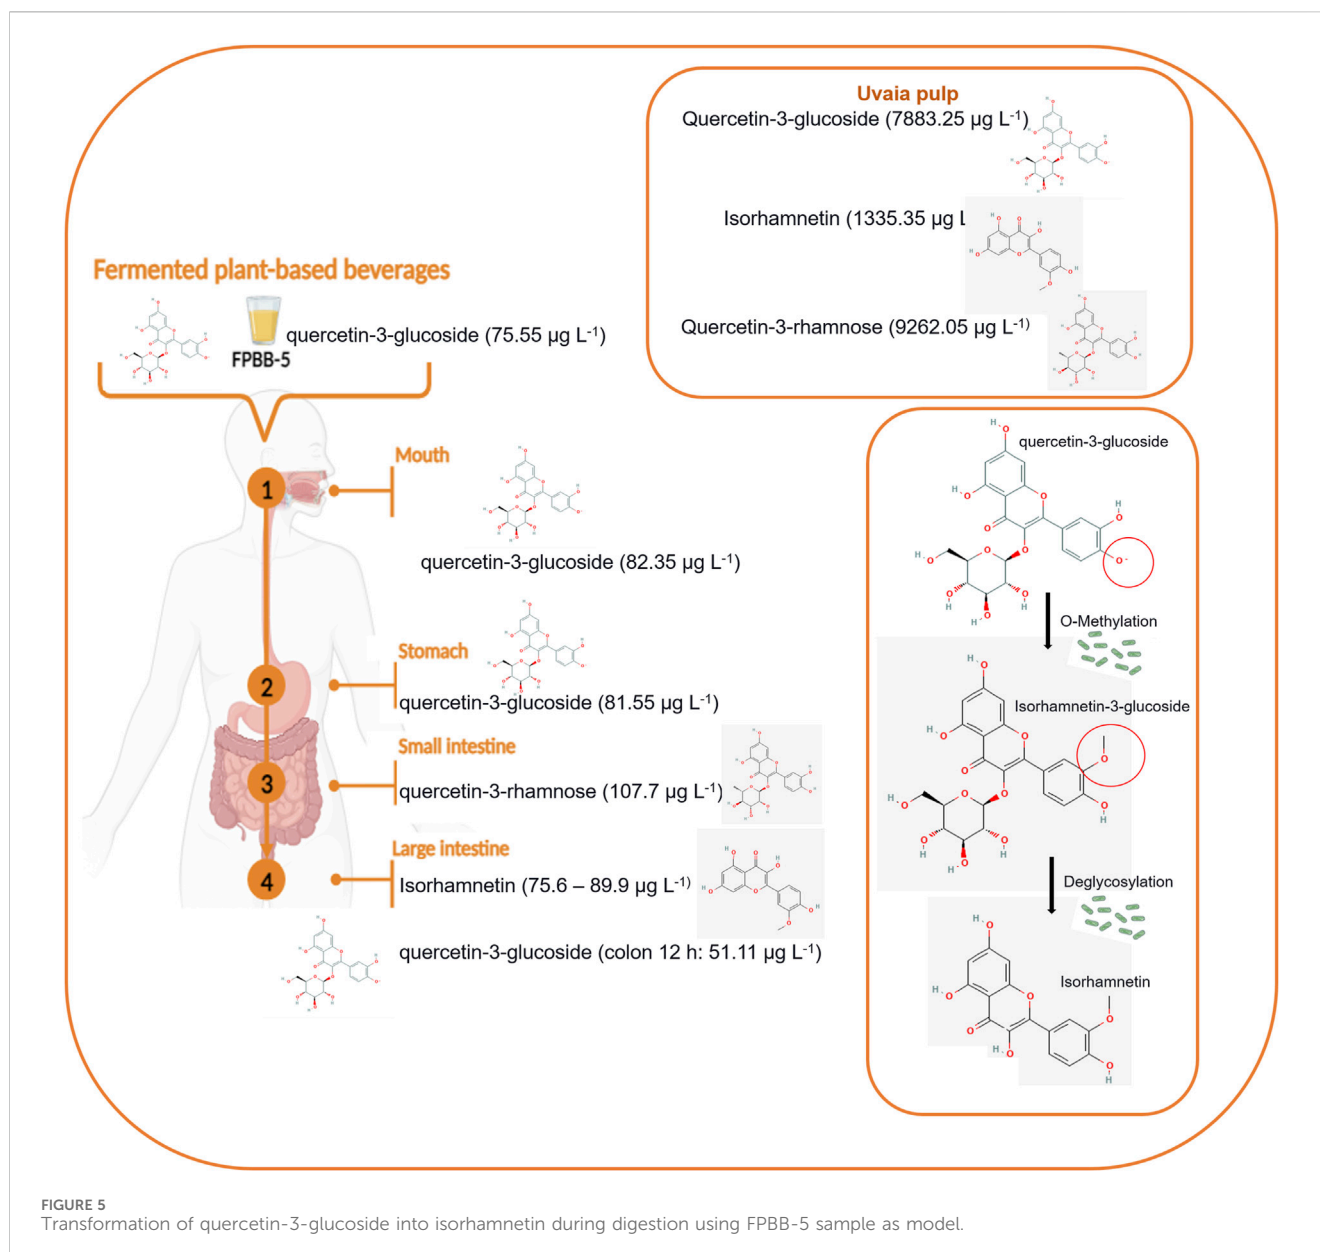 Uvaia pulp
Quercetin-3-glucoside (7883.25 µg L-1)
Isorhamnetin (1335.35 µg L
Quercetin-3-rhamnose (9262.05 µg L-1)
Fermented plant-based beverages
quercetin-3-glucoside (75.55 µg L-1)
FPBB-5
1
Mouth
quercetin-3-glucoside (82.35 µg L-1)
2
Stomach
quercetin-3-glucoside (81.55 µg L-1)
Small intestine
3
quercetin-3-rhamnose (107.7 µg L-1)
Large intestine
4
Isorhamnetin (75.6 – 89.9 µg L-1)
quercetin-3-glucoside (colon 12 h: 51.11 µg L-1)
quercetin-3-glucoside
O-Methylation
Isorhamnetin-3-glucoside
Deglycosylation
Isorhamnetin
FIGURE 5
Transformation of quercetin-3-glucoside into isorhamnetin during digestion using FPBB-5 sample as model.